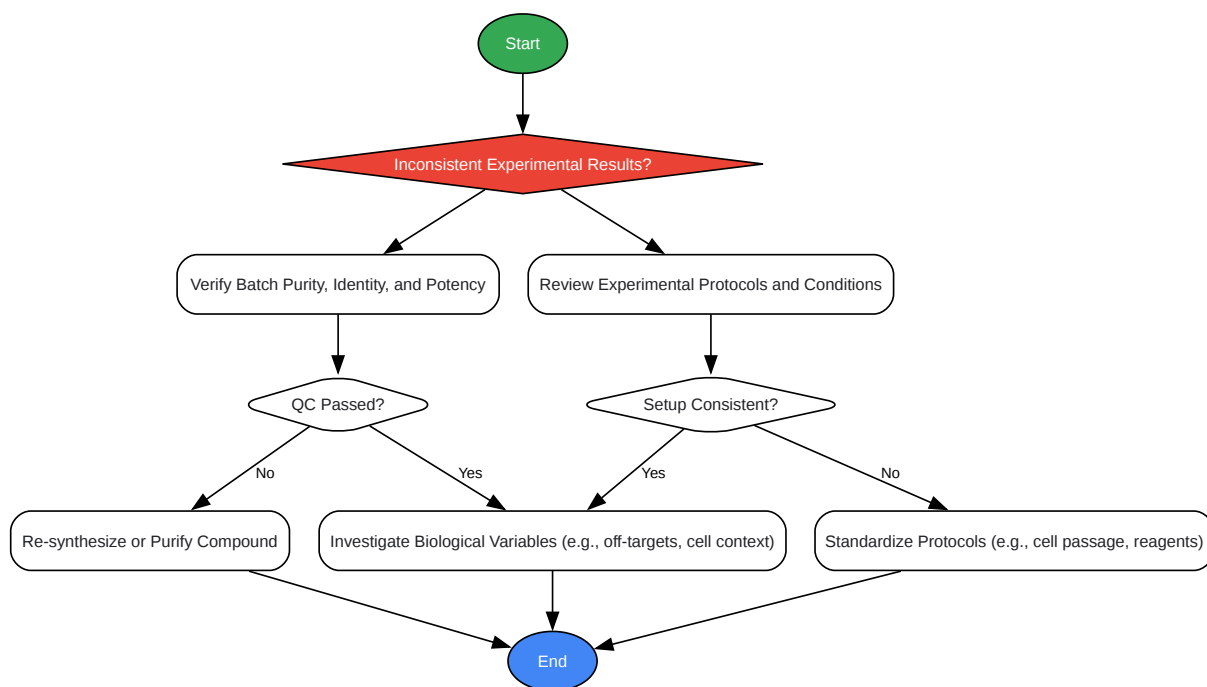 Start
Inconsistent Experimental Results?
Verify Batch Purity, Identity, and Potency
Review Experimental Protocols and Conditions
QC Passed?
Setup Consistent?
No
Yes
Yes
No
Re-synthesize or Purify Compound
Investigate Biological Variables (e.g., off-targets, cell context)
Standardize Protocols (e.g., cell passage, reagents)
End